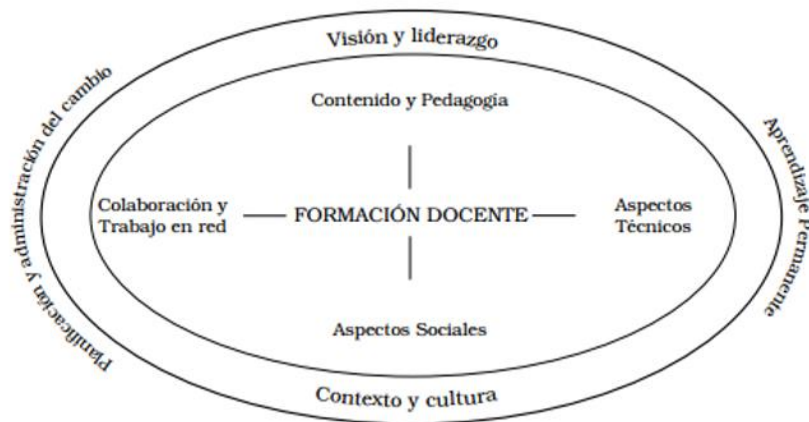 Visión y liderazgo
Planificación y administración del cambio
Aprendizaje Permanente
Contenido y Pedagogía
Colaboración y
Trabajo en red
FORMACIÓN DOCENTE
Aspectos
Técnicos
Aspectos Sociales
Contexto y cultura